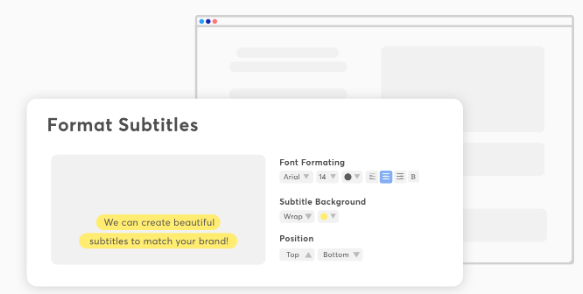 Format Subtitles
We can create beautiful
subtitles to match your brand!
Font Formating
Arial 14 B
Subtitle Background
Wrap
Position
Top Bottom